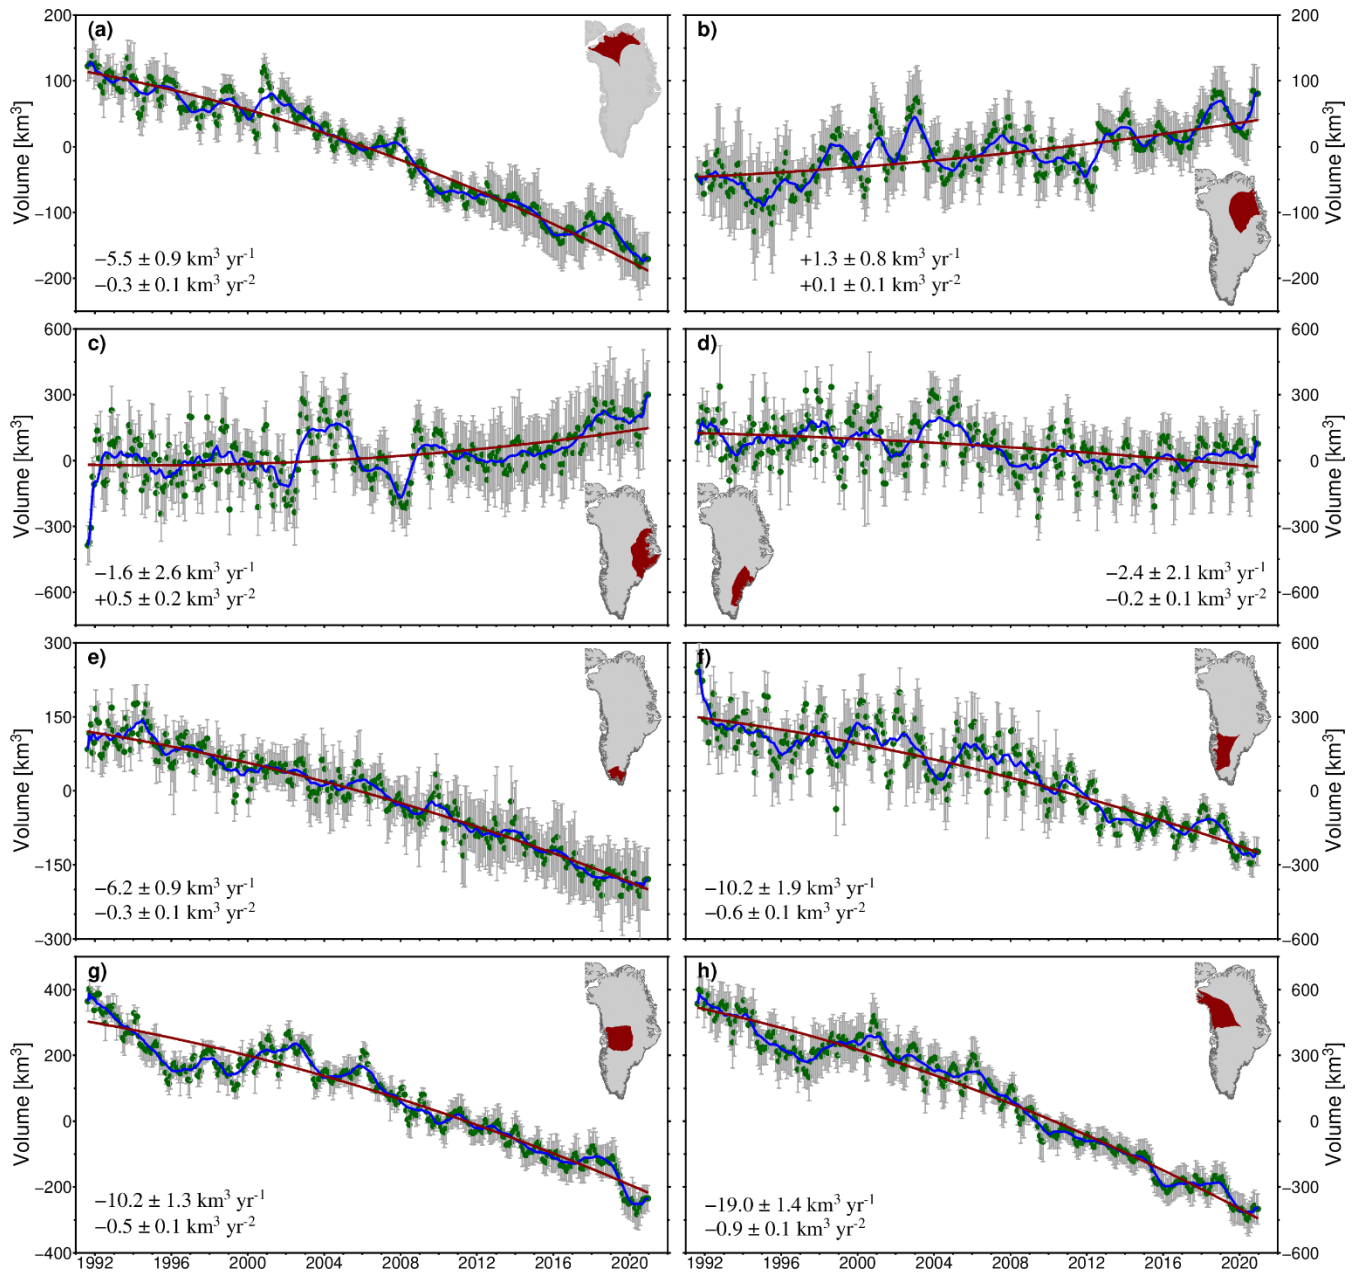 (a)
200
100
0
−100
−200
Volume [km³]
−5.5 ± 0.9 km³ yr⁻¹
−0.3 ± 0.1 km³ yr⁻²
b)
200
100
0
−100
−200
Volume [km³]
+1.3 ± 0.8 km³ yr⁻¹
+0.1 ± 0.1 km³ yr⁻²
c)
600
300
0
−300
−600
Volume [km³]
−1.6 ± 2.6 km³ yr⁻¹
+0.5 ± 0.2 km³ yr⁻²
d)
600
300
0
−300
−600
Volume [km³]
−2.4 ± 2.1 km³ yr⁻¹
−0.2 ± 0.1 km³ yr⁻²
e)
300
150
0
−150
−300
Volume [km³]
−6.2 ± 0.9 km³ yr⁻¹
−0.3 ± 0.1 km³ yr⁻²
f)
600
300
0
−300
−600
Volume [km³]
−10.2 ± 1.9 km³ yr⁻¹
−0.6 ± 0.1 km³ yr⁻²
g)
400
200
0
−200
−400
Volume [km³]
−10.2 ± 1.3 km³ yr⁻¹
−0.5 ± 0.1 km³ yr⁻²
1992 1996 2000 2004 2008 2012 2016 2020
h)
600
300
0
−300
−600
Volume [km³]
−19.0 ± 1.4 km³ yr⁻¹
−0.9 ± 0.1 km³ yr⁻²
1992 1996 2000 2004 2008 2012 2016 2020